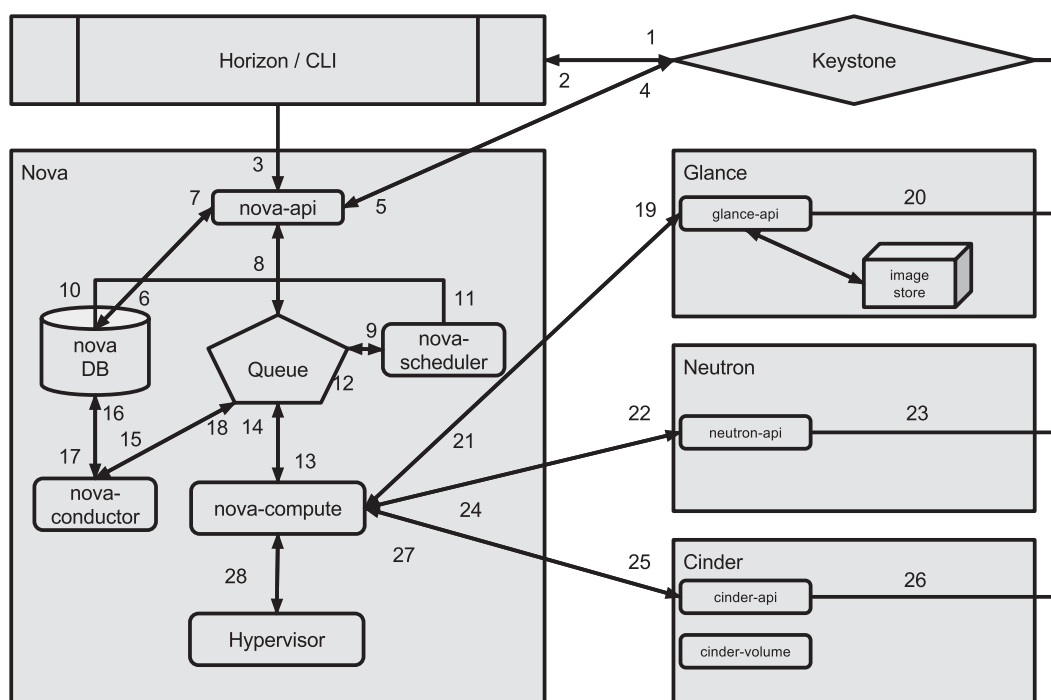 Horizon / CLI
1
2
4
Keystone
Nova
3
nova-api
7
5
8
10
6
11
nova
DB
Queue
9
12
nova-
scheduler
16
15
17
18
14
13
nova-
conductor
nova-compute
28
Hypervisor
Glance
19
glance-api
20
image
store
Neutron
22
neutron-api
23
21
24
27
Cinder
25
cinder-api
26
cinder-volume